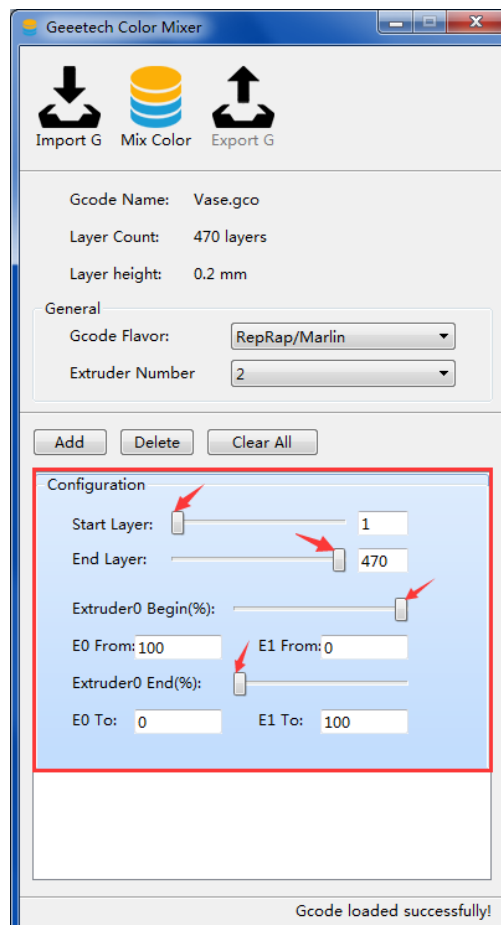 Geeetech Color Mixer
Import G Mix Color Export G
Gcode Name: Vase.gco
Layer Count: 470 layers
Layer height: 0.2 mm
General
Gcode Flavor: RepRap/Marlin
Extruder Number 2
Add Delete Clear All
Configuration
Start Layer: 1
End Layer: 470
Extruder0 Begin(%):
E0 From: 100 E1 From: 0
Extruder0 End(%):
E0 To: 0 E1 To: 100
Gcode loaded successfully!